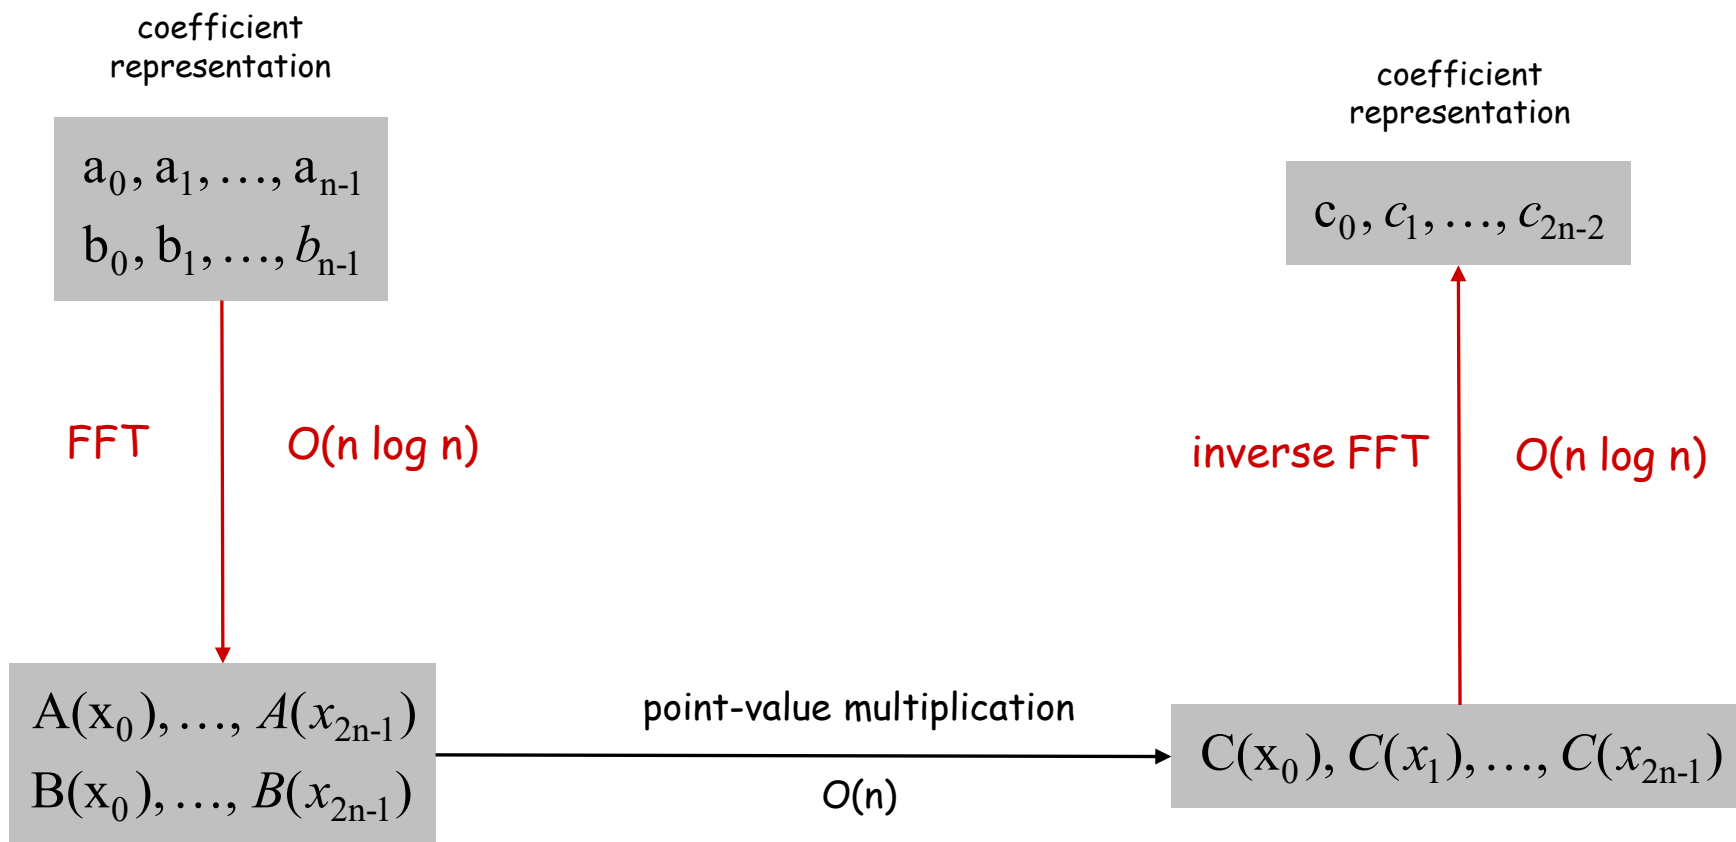 coefficient
representation
a₀, a₁, …, aₙ₋₁
b₀, b₁, …, bₙ₋₁
FFT
O(n log n)
A(x₀), …, A(x₂ₙ₋₁)
B(x₀), …, B(x₂ₙ₋₁)
point-value multiplication
O(n)
coefficient
representation
c₀, c₁, …, c₂ₙ₋₂
inverse FFT
O(n log n)
C(x₀), C(x₁), …, C(x₂ₙ₋₁)